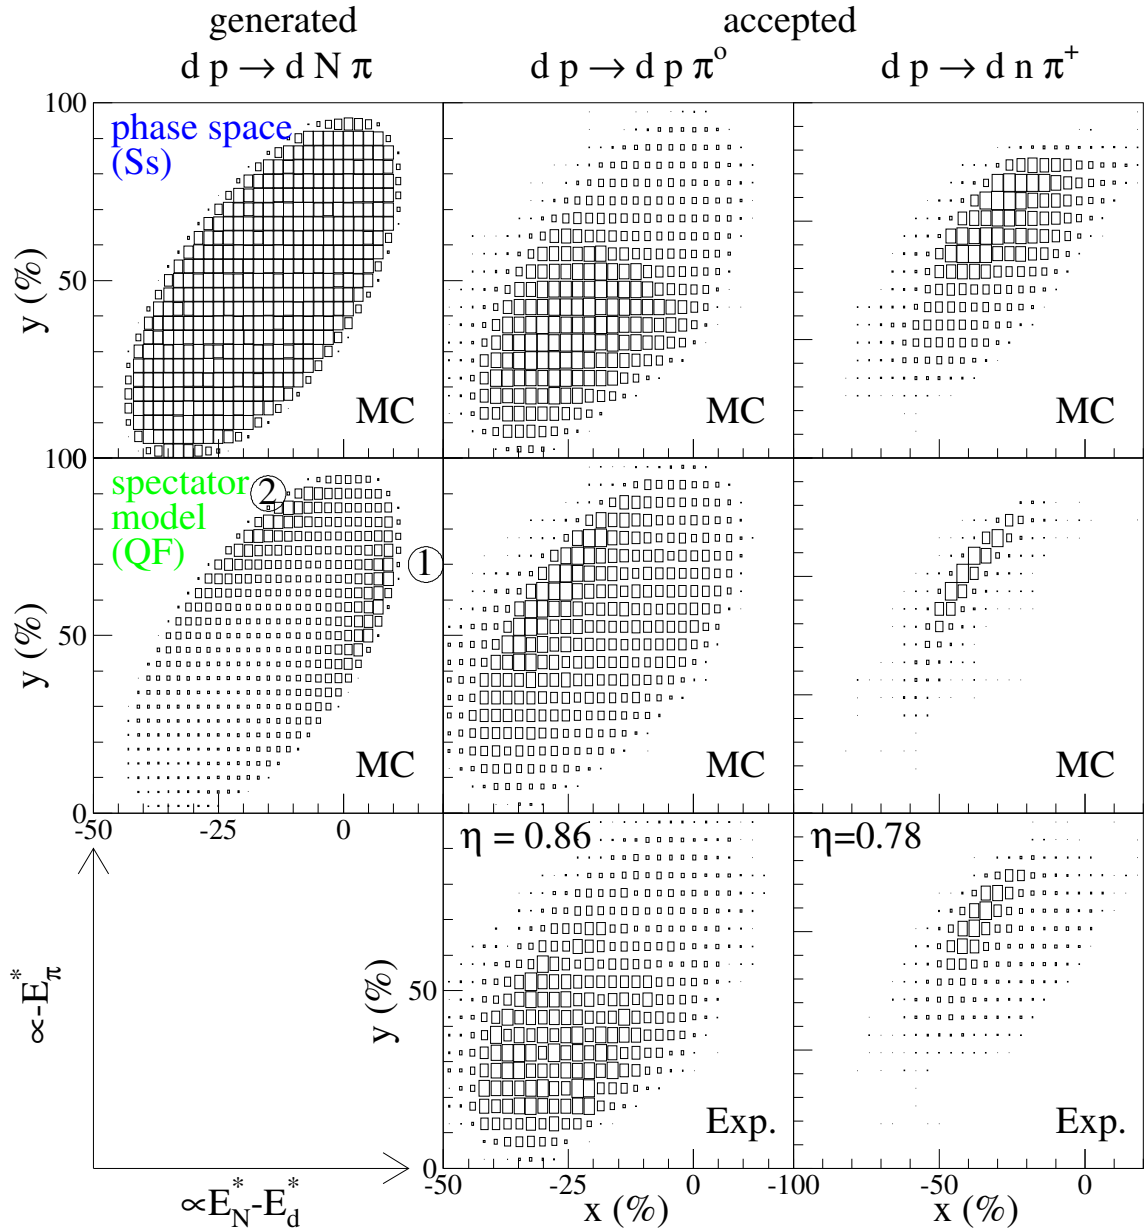 generated accepted
d p → d N π d p → d p π° d p → d n π⁺
100
phase space
(Ss)
y (%)
50
MC MC MC
0
100
spectator
model
(QF)
2
1
y (%)
50
MC MC MC
0
-50 -25 0
η = 0.86 η=0.78
∝-E*π
y (%)
50
Exp. Exp.
0
-50 -25 0 -100 -50 0
∝E*N-E*d x (%) x (%)